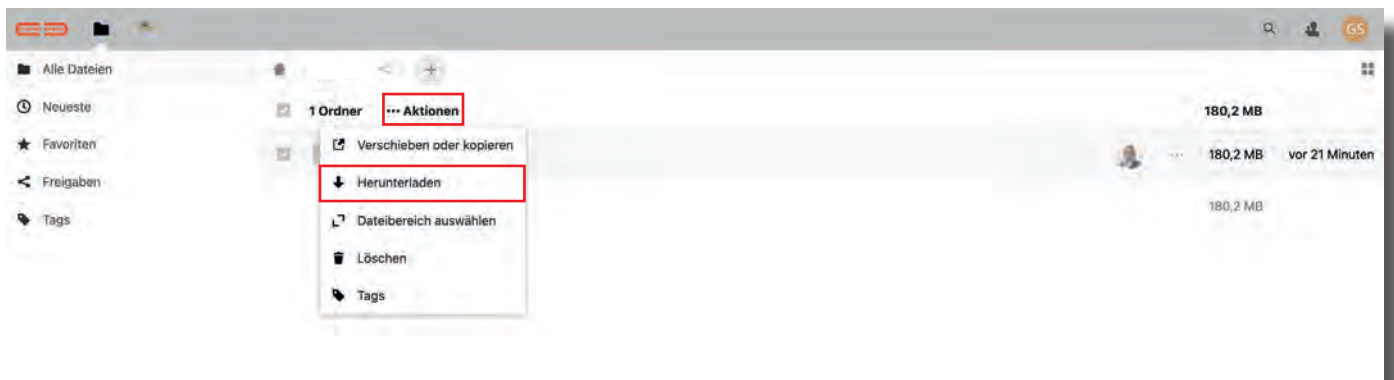 GS
Alle Dateien
Neueste
1 Ordner ··· Aktionen 180,2 MB
Favoriten
Verschieben oder kopieren
180,2 MB vor 21 Minuten
Freigaben
Herunterladen
Tags
Dateibereich auswählen
180,2 MB
Löschen
Tags